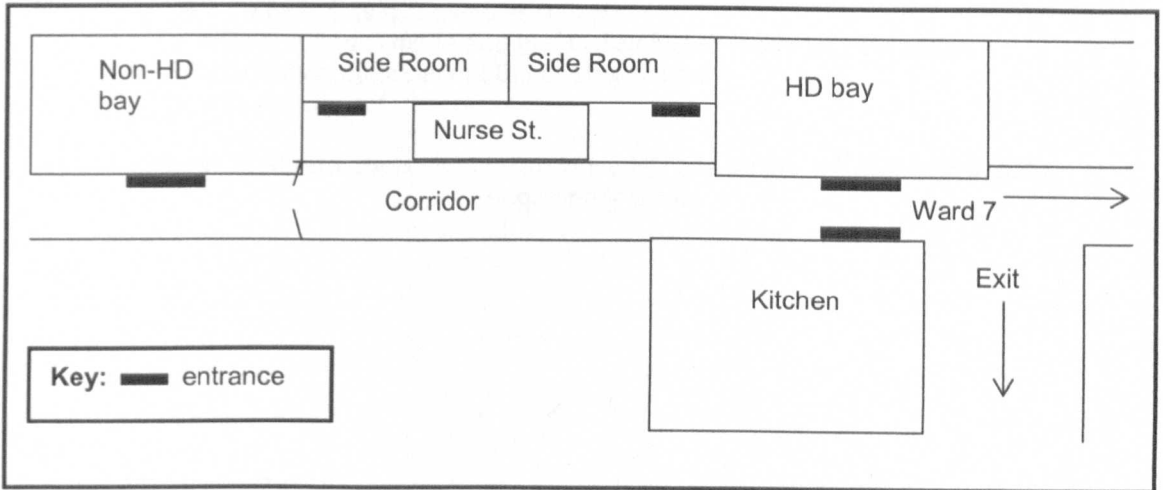 Non-HD
bay
Side Room
Side Room
HD bay
Nurse St.
Corridor
Ward 7
Exit
Kitchen
Key: entrance